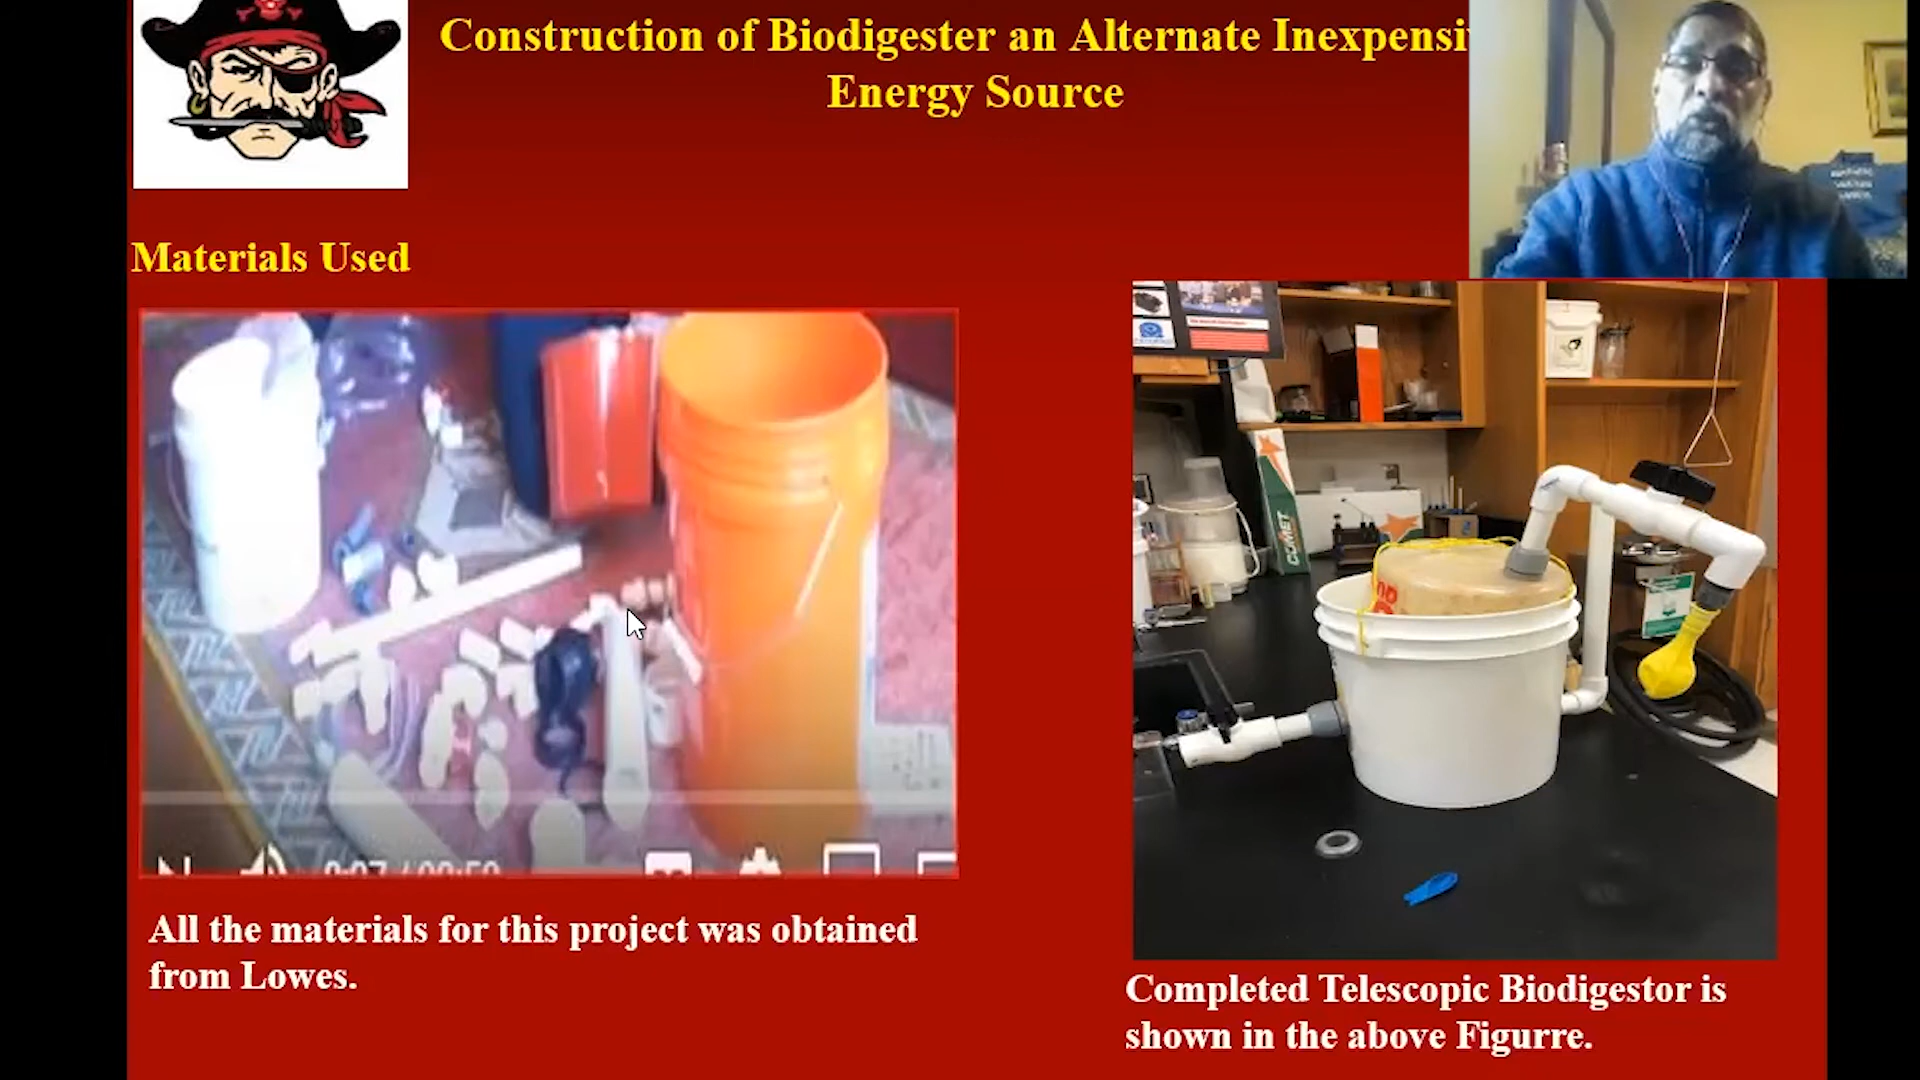 Construction of Biodigester an Alternate Inexpensi
Energy Source
Materials Used
COMET
All the materials for this project was obtained
from Lowes.
Completed Telescopic Biodigestor is
shown in the above Figurre.